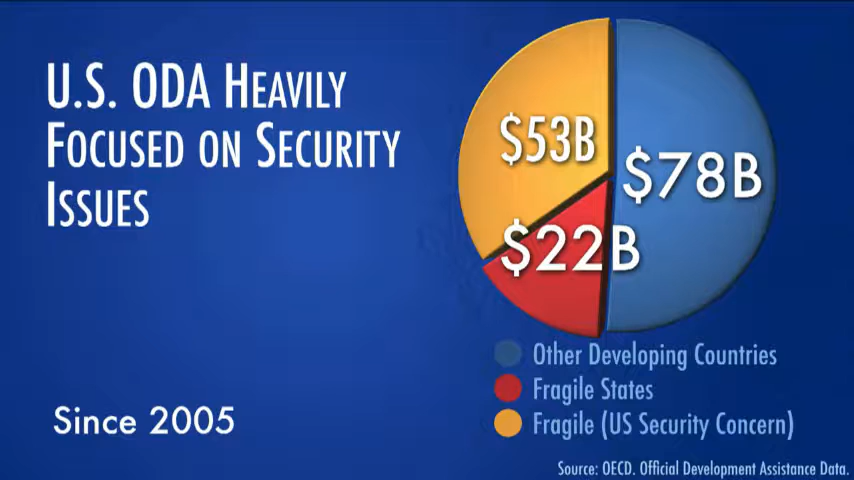 U.S. ODA HEAVILY
FOCUSED ON SECURITY
ISSUES
$53B
$78B
$22B
Other Developing Countries
Fragile States
Fragile (US Security Concern)
Since 2005
Source: OECD. Official Development Assistance Data.